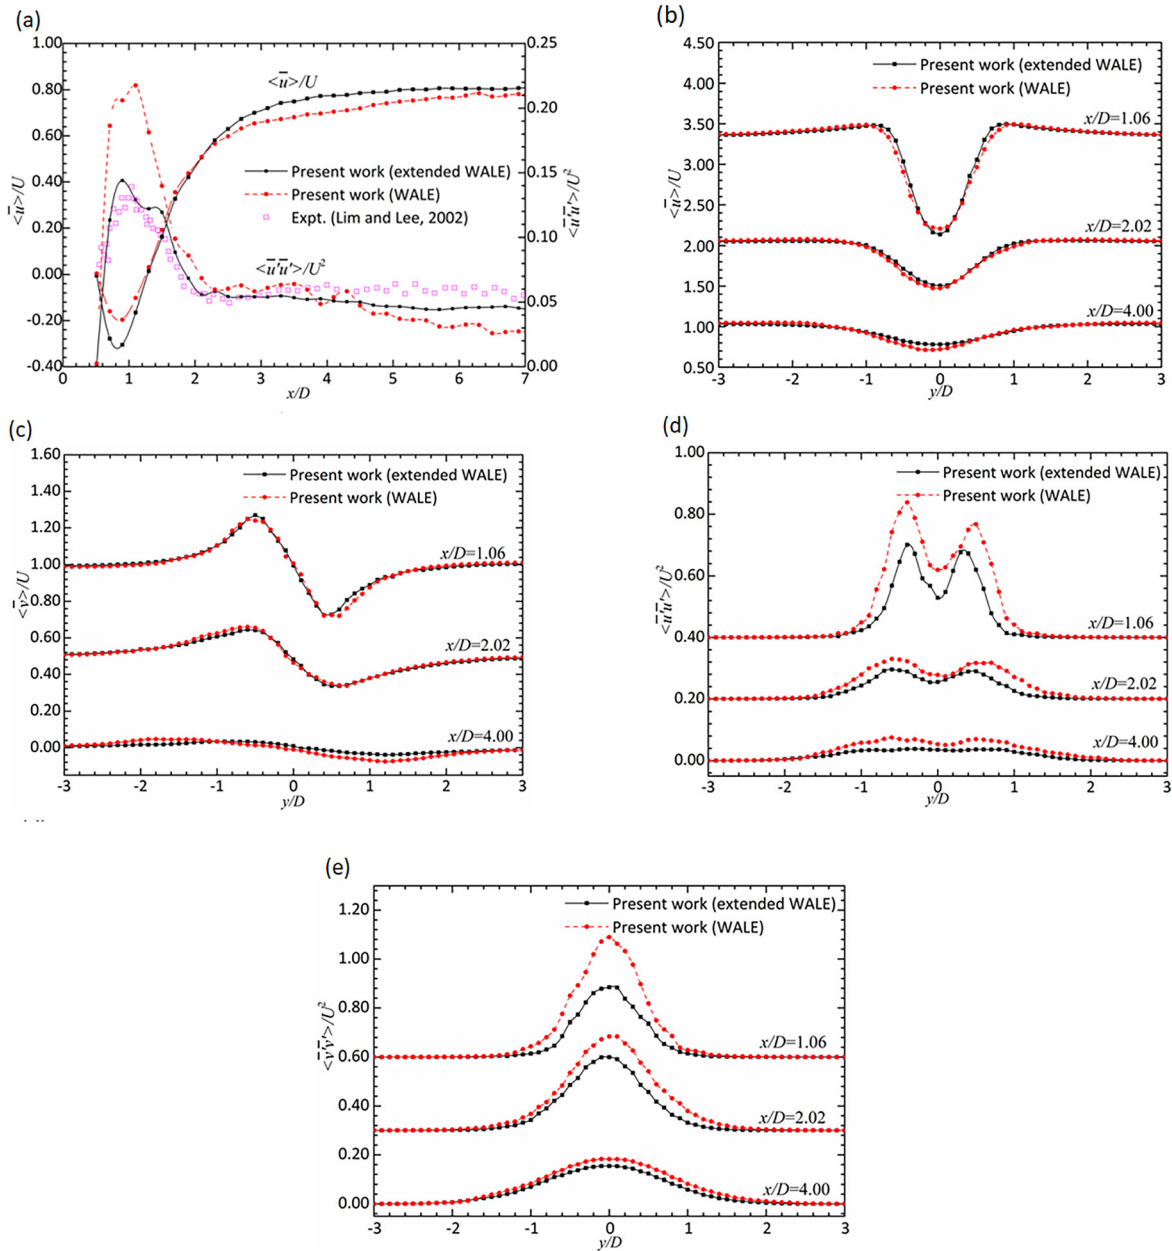 (a)
1.00
0.80
0.60
0.40
0.20
0.00
-0.20
-0.40
<u̅>/U
0.25
0.20
0.15
0.10
0.05
0.00
<u̅'u̅'>/U²
<u̅>/U
Present work (extended WALE)
Present work (WALE)
Expt. (Lim and Lee, 2002)
<u̅'u̅'>/U²
0 1 2 3 4 5 6 7
x/D
(b)
4.50
4.00
3.50
3.00
2.50
2.00
1.50
1.00
0.50
<u̅>/U
Present work (extended WALE)
Present work (WALE)
x/D=1.06
x/D=2.02
x/D=4.00
-3 -2 -1 0 1 2 3
y/D
(c)
1.60
1.40
1.20
1.00
0.80
0.60
0.40
0.20
0.00
<v̅>/U
Present work (extended WALE)
Present work (WALE)
x/D=1.06
x/D=2.02
x/D=4.00
-3 -2 -1 0 1 2 3
y/D
(d)
1.00
0.80
0.60
0.40
0.20
0.00
<u̅'u̅'>/U²
Present work (extended WALE)
Present work (WALE)
x/D=1.06
x/D=2.02
x/D=4.00
-3 -2 -1 0 1 2 3
y/D
(e)
1.20
1.00
0.80
0.60
0.40
0.20
0.00
<v̅'v̅'>/U²
Present work (extended WALE)
Present work (WALE)
x/D=1.06
x/D=2.02
x/D=4.00
-3 -2 -1 0 1 2 3
y/D